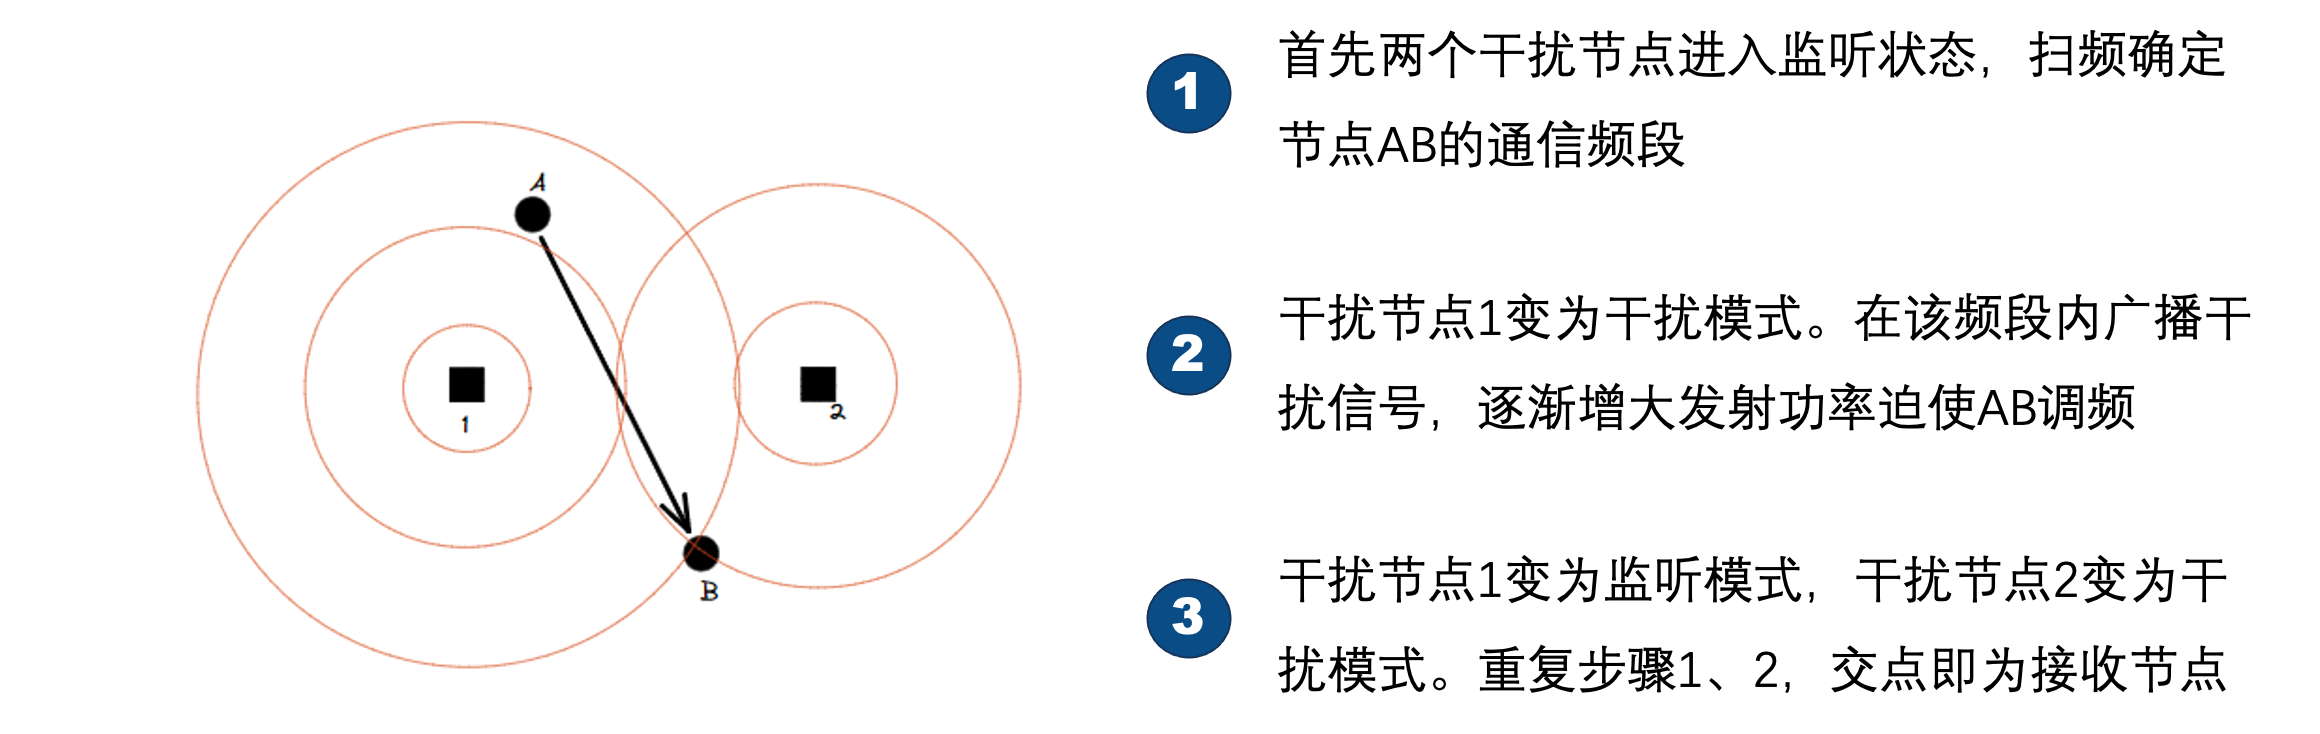 A
1
2
B
1
首先两个干扰节点进入监听状态，扫频确定
节点AB的通信频段
2
干扰节点1变为干扰模式。在该频段内广播干
扰信号，逐渐增大发射功率迫使AB调频
3
干扰节点1变为监听模式，干扰节点2变为干
扰模式。重复步骤1、2，交点即为接收节点